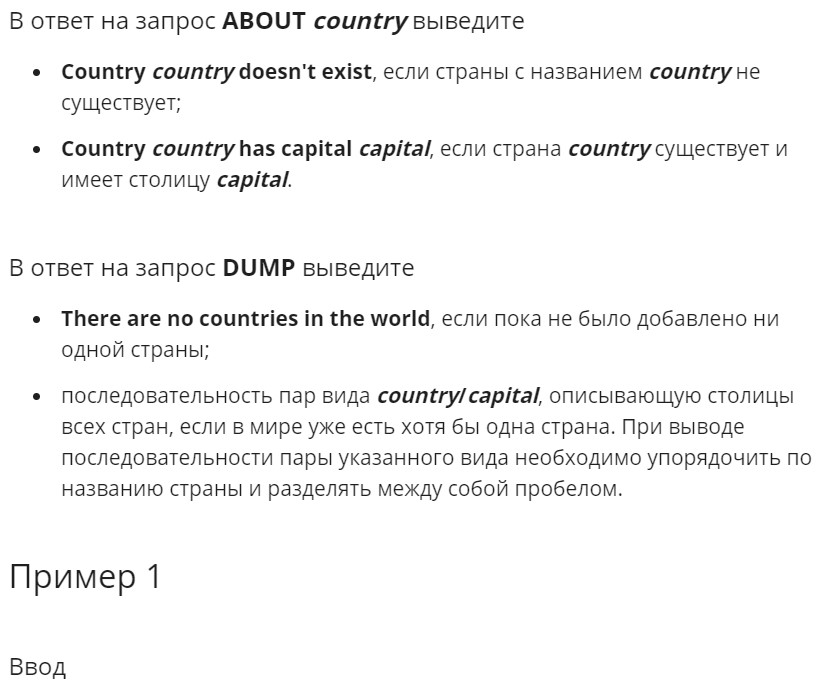 В ответ на запрос ABOUT country выведите
• Country country doesn't exist, если страны с названием country не
существует;
• Country country has capital capital, если страна country существует и
имеет столицу capital.
В ответ на запрос DUMP выведите
• There are no countries in the world, если пока не было добавлено ни
одной страны;
• последовательность пар вида country/capital, описывающую столицы
всех стран, если в мире уже есть хотя бы одна страна. При выводе
последовательности пары указанного вида необходимо упорядочить по
названию страны и разделять между собой пробелом.
Пример 1
Ввод